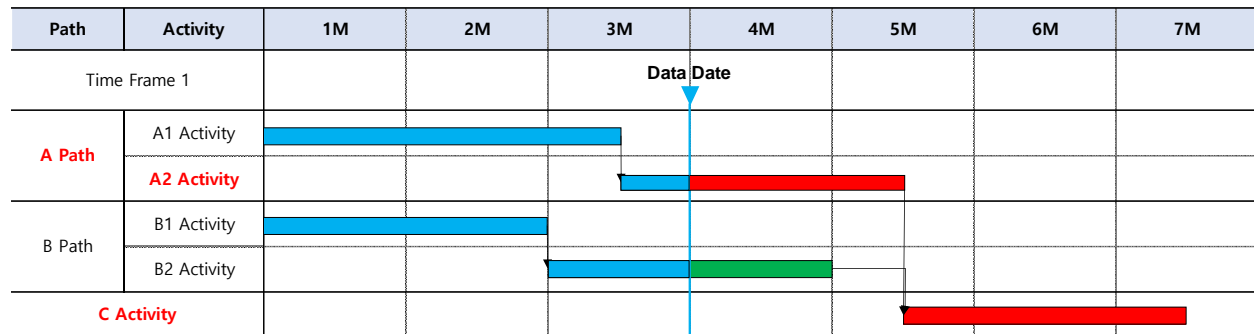 Path Activity 1M 2M 3M 4M 5M 6M 7M
Time Frame 1 Data Date
A Path A1 Activity
A2 Activity
B Path B1 Activity
B2 Activity
C Activity